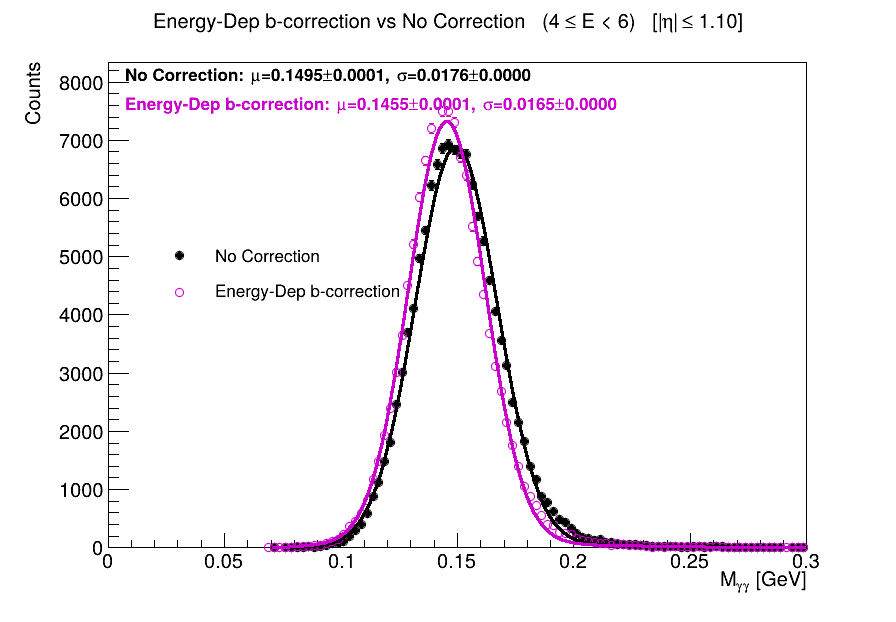 Energy-Dep b-correction vs No Correction (4 ≤ E < 6) [|η| ≤ 1.10]
Counts
No Correction: μ=0.1495±0.0001, σ=0.0176±0.0000
Energy-Dep b-correction: μ=0.1455±0.0001, σ=0.0165±0.0000
8000
7000
6000
5000
4000
3000
2000
1000
0
No Correction
Energy-Dep b-correction
0 0.05 0.1 0.15 0.2 0.25 0.3
Mγγ [GeV]